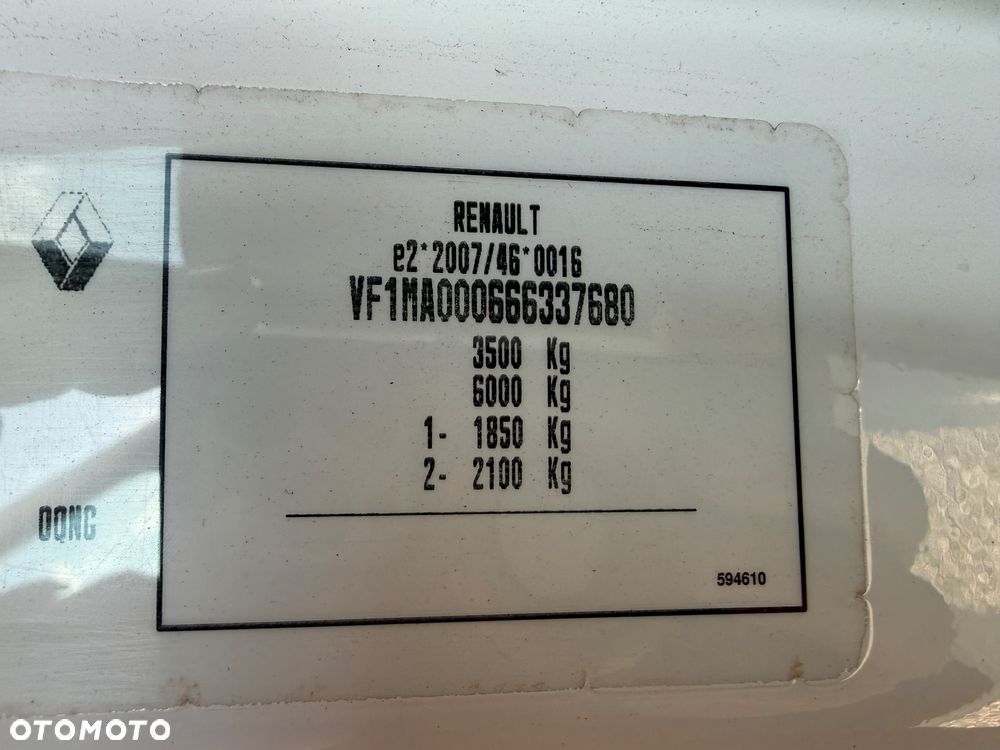 RENAULT
e2*2007/46*0016
VF1MA000666337680
3500 Kg
6000 Kg
1- 1850 Kg
2- 2100 Kg
OQNG
594610
OTOMOTO